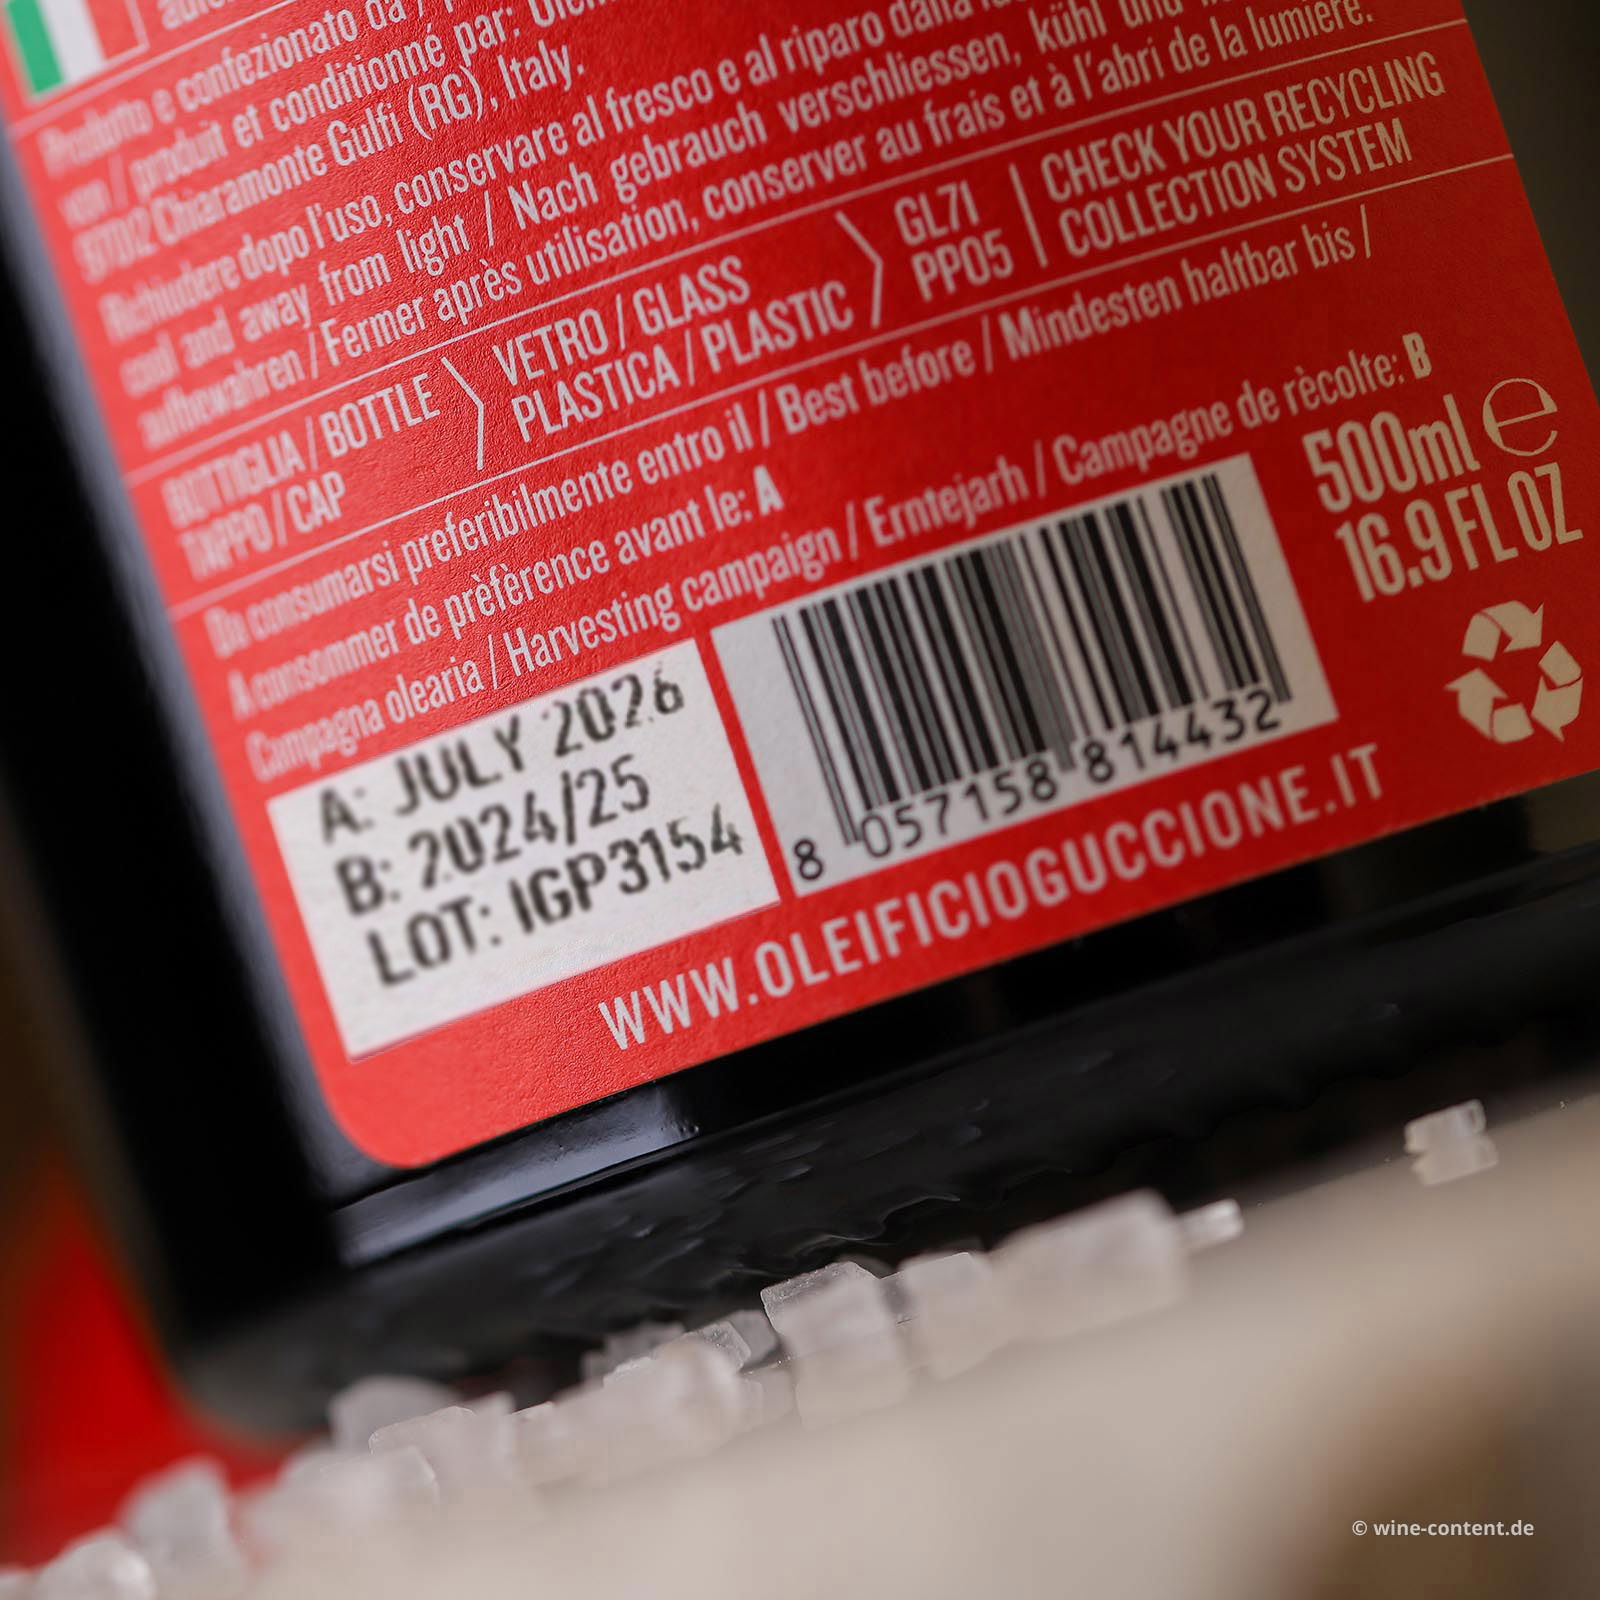 Prodotto e confezionato da /
von / produit et conditionné par:
97012 Chiaramonte Gulfi (RG), Italy.
Richiudere dopo l'uso, conservare al fresco e al riparo dalla
cool and away from light / Nach gebrauch verschliessen, kühl und
aufbewahren / Fermer après utilisation, conserver au frais et à l'abri de la lumière.
BOTTIGLIA / BOTTLE
TAPPO / CAP
VETRO / GLASS
PLASTICA / PLASTIC
GL71
PP05
CHECK YOUR RECYCLING
COLLECTION SYSTEM
Da consumarsi preferibilmente entro il / Best before / Mindesten haltbar bis /
A consommer de prèfèrence avant le: A
Campagna olearia / Harvesting campaign / Erntejarh / Campagne de rècolte: B
A: JULY 2026
B: 2024/25
LOT: IGP3154
8 057158 814432
500ml e
16.9 FL OZ
WWW.OLEIFICIOGUCCIONE.IT
© wine-content.de